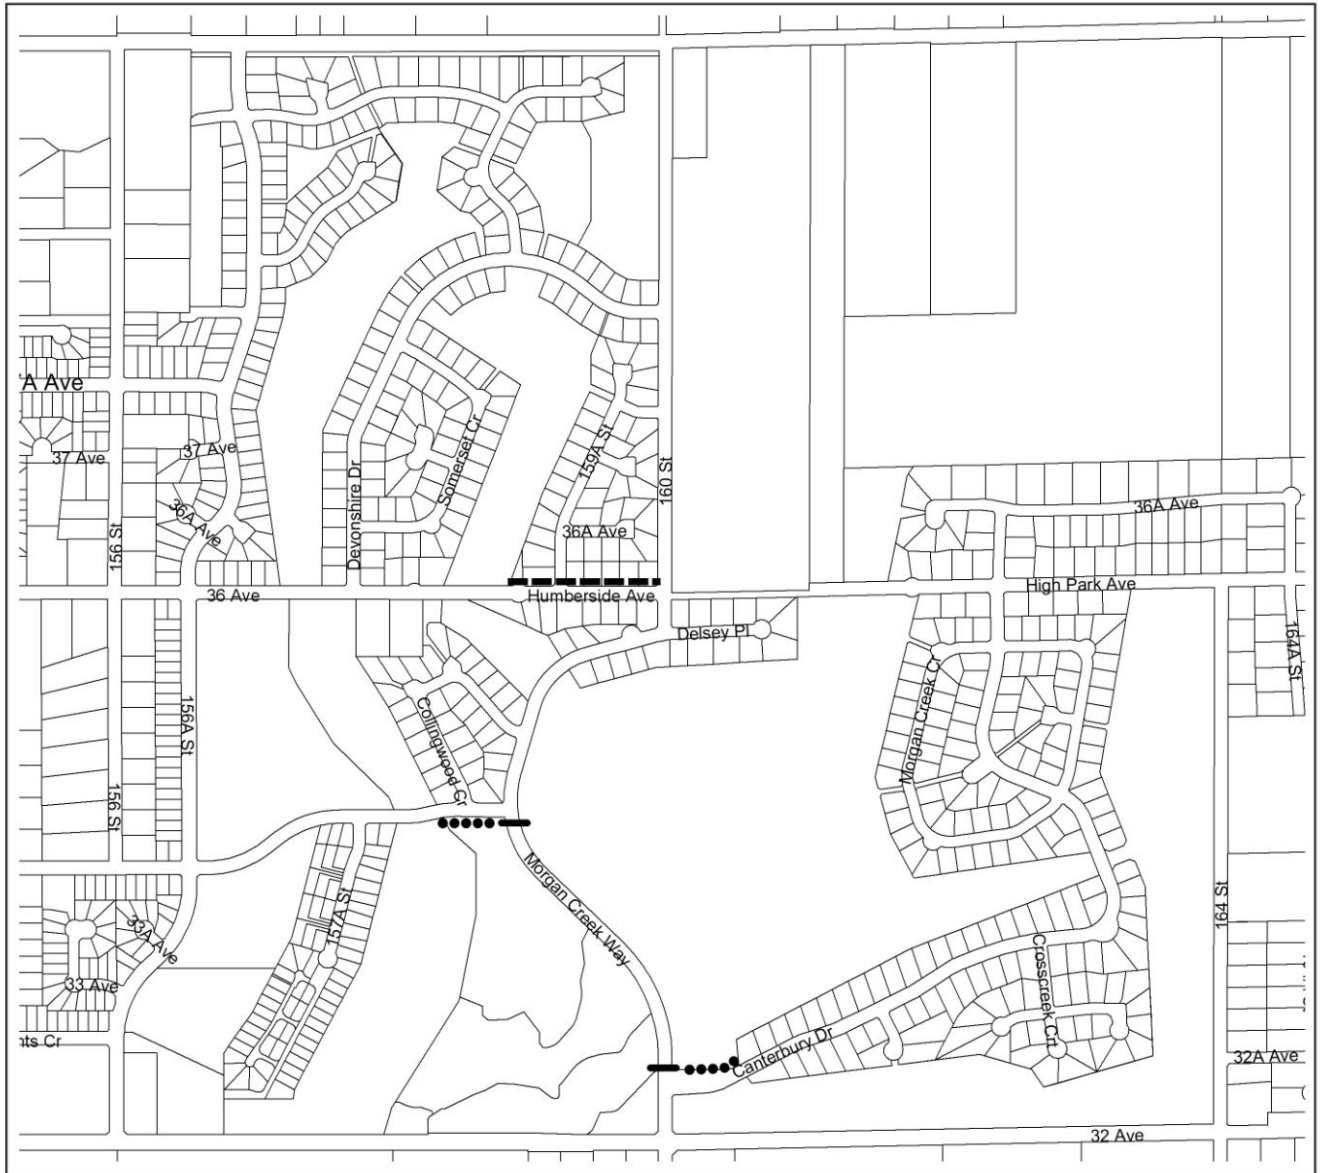 'A Ave
37 Ave
37 Ave
36A Ave
156 St
Devonshire Dr
Somerset Cr
159A St
36A Ave
160 St
36A Ave
High Park Ave
36 Ave
Humberside Ave
Delsey Pl
164A St
156A St
156 St
Collingwood Cr
Morgan Creek Cr
Morgan Creek Way
157A St
33A Ave
33 Ave
nts Cr
164 St
Crosscreek Crt
Canterbury Dr
32A Ave
32 Ave